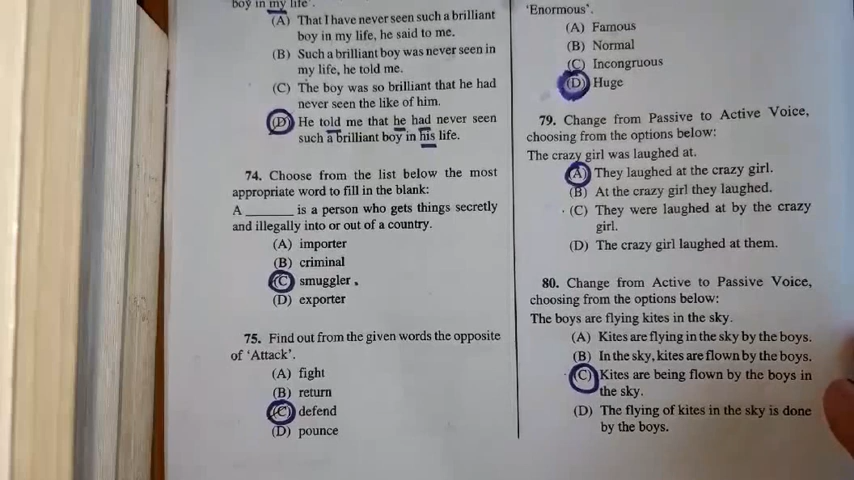 boy in my life'.
(A) That I have never seen such a brilliant
boy in my life, he said to me.
(B) Such a brilliant boy was never seen in
my life, he told me.
(C) The boy was so brilliant that he had
never seen the like of him.
(D) He told me that he had never seen
such a brilliant boy in his life.
74. Choose from the list below the most
appropriate word to fill in the blank:
A _______ is a person who gets things secretly
and illegally into or out of a country.
(A) importer
(B) criminal
(C) smuggler
(D) exporter
75. Find out from the given words the opposite
of 'Attack'.
(A) fight
(B) return
(C) defend
(D) pounce
'Enormous'.
(A) Famous
(B) Normal
(C) Incongruous
(D) Huge
79. Change from Passive to Active Voice,
choosing from the options below:
The crazy girl was laughed at.
(A) They laughed at the crazy girl.
(B) At the crazy girl they laughed.
(C) They were laughed at by the crazy
girl.
(D) The crazy girl laughed at them.
80. Change from Active to Passive Voice,
choosing from the options below:
The boys are flying kites in the sky.
(A) Kites are flying in the sky by the boys.
(B) In the sky, kites are flown by the boys.
(C) Kites are being flown by the boys in
the sky.
(D) The flying of kites in the sky is done
by the boys.